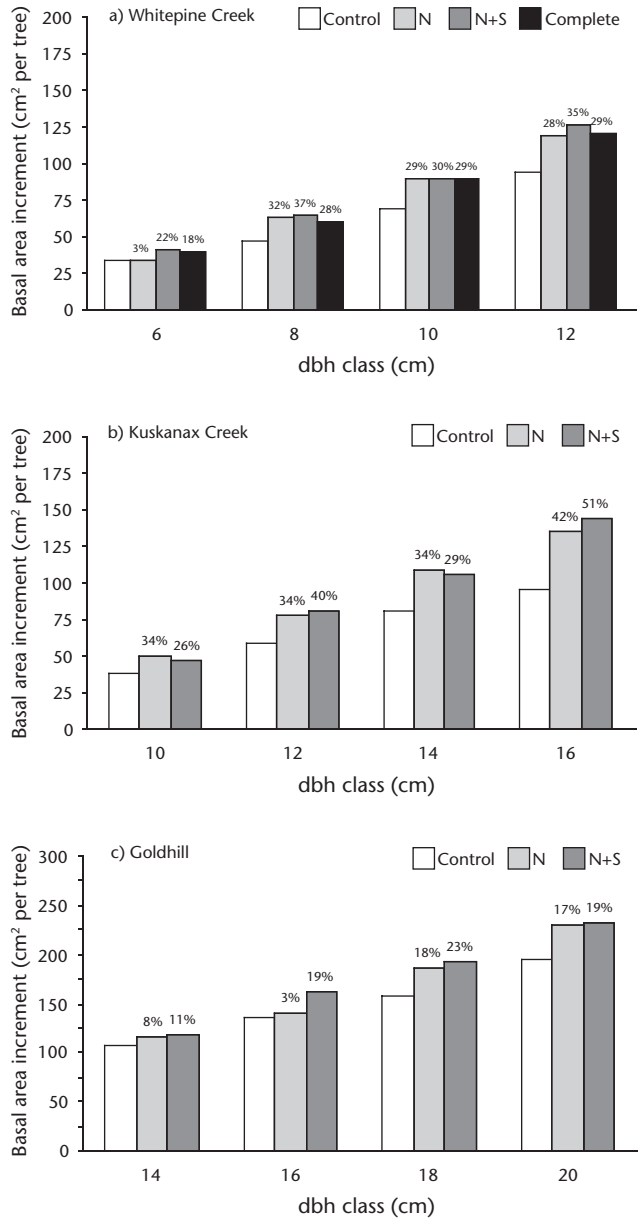 a) Whitepine Creek
Control N N+S Complete
Basal area increment (cm² per tree)
200
175
150
125
100
75
50
25
0
3% 22% 18%
32% 37% 28%
29% 30% 29%
28% 35% 29%
6 8 10 12
dbh class (cm)
b) Kuskanax Creek
Control N N+S
Basal area increment (cm² per tree)
200
175
150
125
100
75
50
25
0
34% 26%
34% 40%
34% 29%
42% 51%
10 12 14 16
dbh class (cm)
c) Goldhill
Control N N+S
Basal area increment (cm² per tree)
300
250
200
150
100
50
0
8% 11%
3% 19%
18% 23%
17% 19%
14 16 18 20
dbh class (cm)